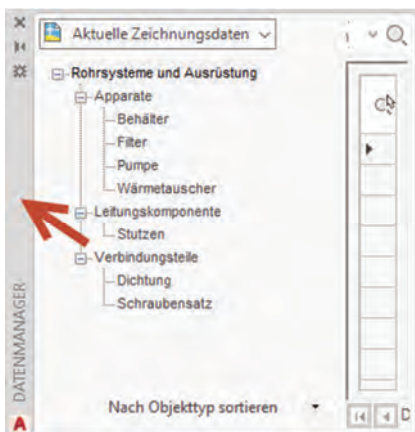 Aktuelle Zeichnungsdaten
Rohrsysteme und Ausrüstung
Apparate
Behälter
Filter
Pumpe
Wärmetauscher
Leitungskomponente
Stutzen
Verbindungsteile
Dichtung
Schraubensatz
Nach Objekttyp sortieren
DATENMANAGER
A
D